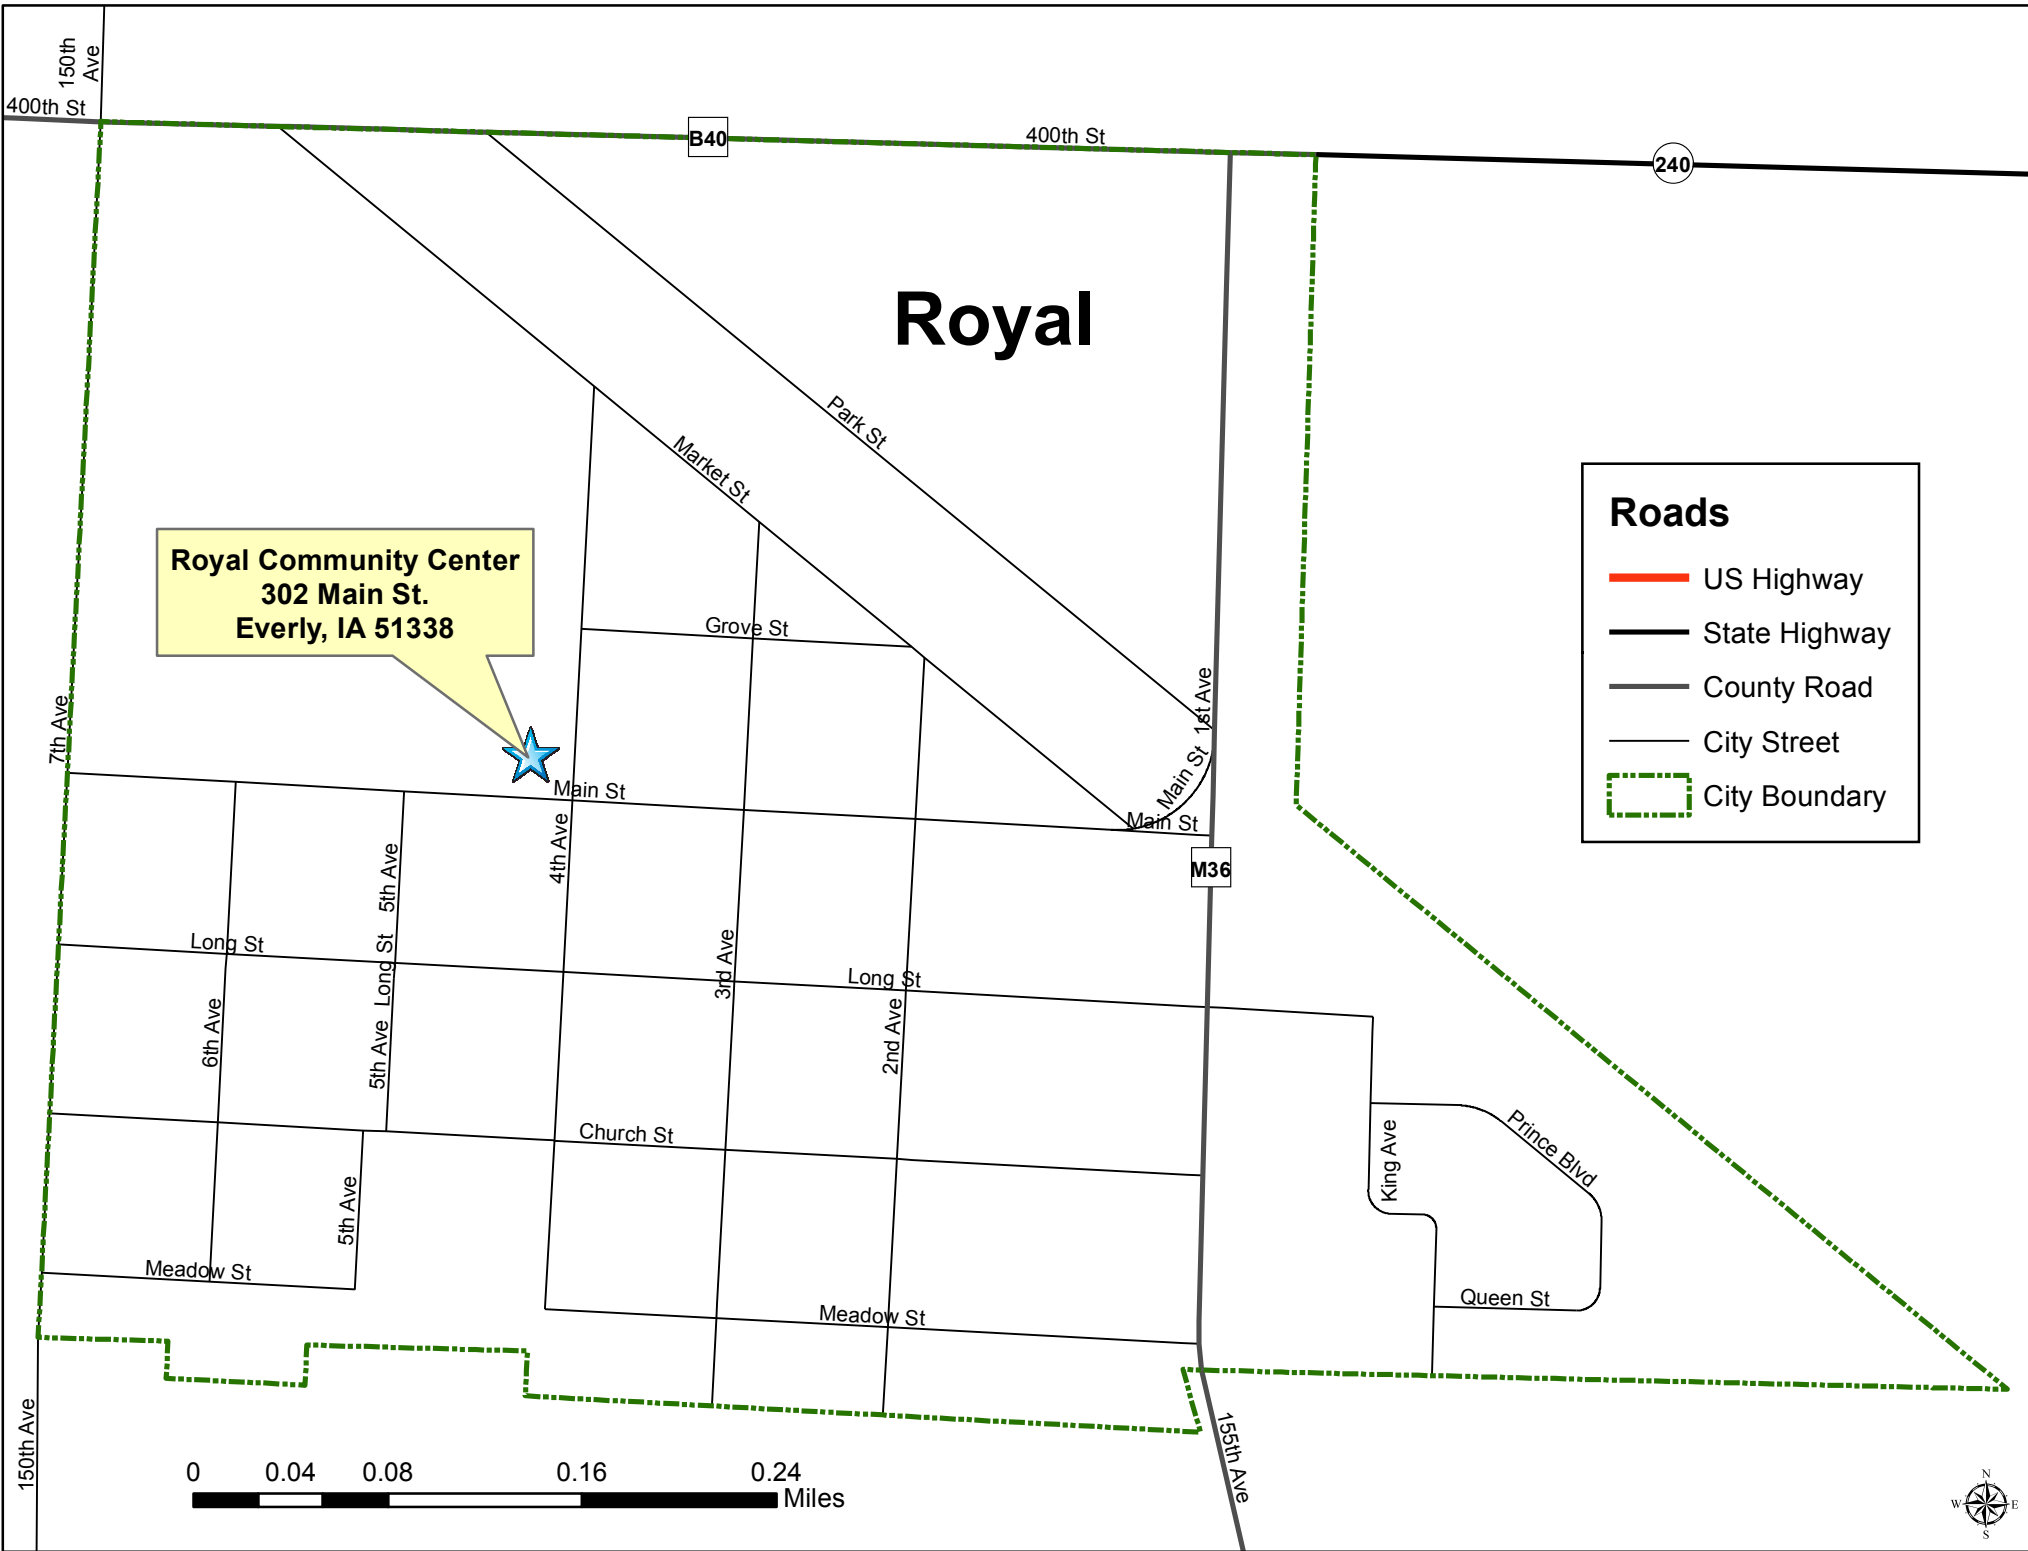 150th
Ave
400th St
B40
400th St
240
Royal
Park St
Market St
Roads
US Highway
State Highway
County Road
City Street
City Boundary
Royal Community Center
302 Main St.
Everly, IA 51338
Grove St
7th Ave
1st Ave
Main St
Main St
Main St
M36
4th Ave
5th Ave
Long St
Long St
3rd Ave
Long St
6th Ave
5th Ave
2nd Ave
Church St
King Ave
Prince Blvd
5th Ave
Meadow St
Queen St
Meadow St
150th Ave
155th Ave
0 0.04 0.08 0.16 0.24
Miles
N
W E
S